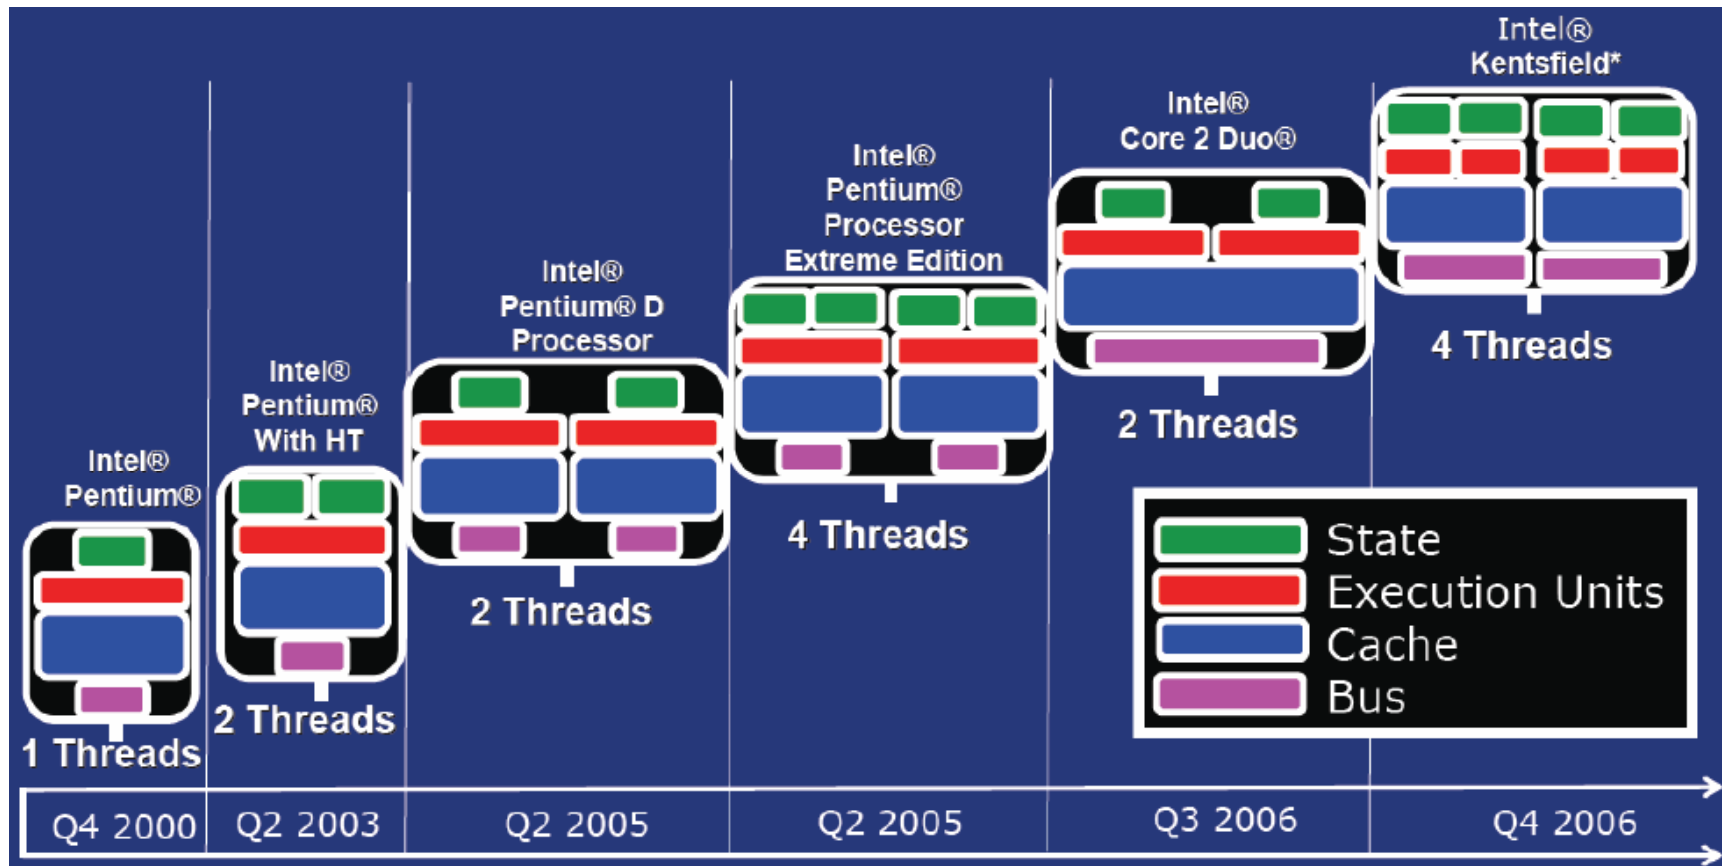 Intel®
Pentium®
1 Threads
Intel®
Pentium®
With HT
2 Threads
Intel®
Pentium® D
Processor
2 Threads
Intel®
Pentium®
Processor
Extreme Edition
4 Threads
Intel®
Core 2 Duo®
2 Threads
Intel®
Kentsfield*
4 Threads
State
Execution Units
Cache
Bus
Q4 2000
Q2 2003
Q2 2005
Q2 2005
Q3 2006
Q4 2006